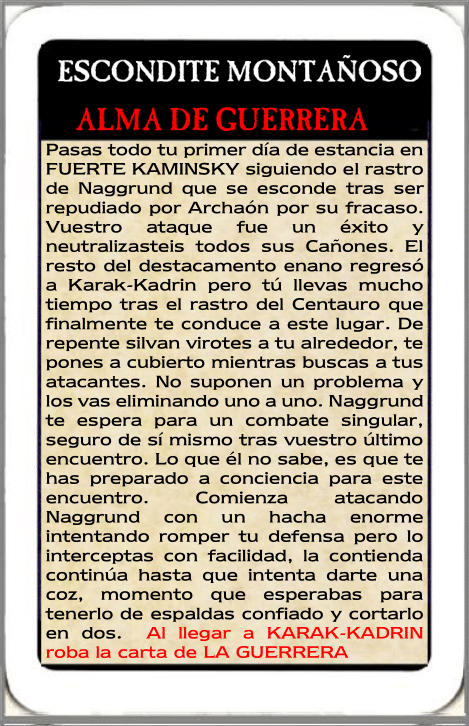 ESCONDITE MONTAÑOSO
ALMA DE GUERRERA
Pasas todo tu primer día de estancia en
FUERTE KAMINSKY siguiendo el rastro
de Naggrund que se esconde tras ser
repudiado por Archaón por su fracaso.
Vuestro ataque fue un éxito y
neutralizasteis todos sus Cañones. El
resto del destacamento enano regresó
a Karak-Kadrin pero tú llevas mucho
tiempo tras el rastro del Centauro que
finalmente te conduce a este lugar. De
repente silvan virotes a tu alrededor, te
pones a cubierto mientras buscas a tus
atacantes. No suponen un problema y
los vas eliminando uno a uno. Naggrund
te espera para un combate singular,
seguro de sí mismo tras vuestro último
encuentro. Lo que él no sabe, es que te
has preparado a conciencia para este
encuentro. Comienza atacando
Naggrund con un hacha enorme
intentando romper tu defensa pero lo
interceptas con facilidad, la contienda
continúa hasta que intenta darte una
coz, momento que esperabas para
tenerlo de espaldas confiado y cortarlo
en dos. Al llegar a KARAK-KADRIN
roba la carta de LA GUERRERA